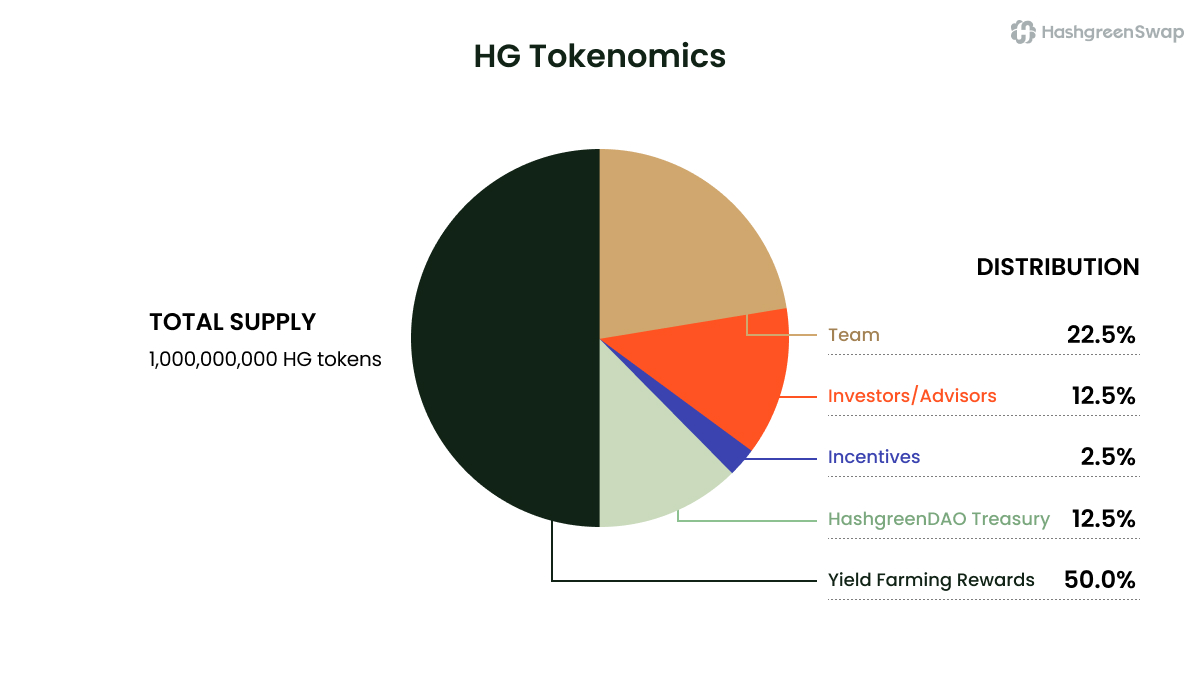 HashgreenSwap
HG Tokenomics
TOTAL SUPPLY
1,000,000,000 HG tokens
DISTRIBUTION
Team 22.5%
Investors/Advisors 12.5%
Incentives 2.5%
HashgreenDAO Treasury 12.5%
Yield Farming Rewards 50.0%